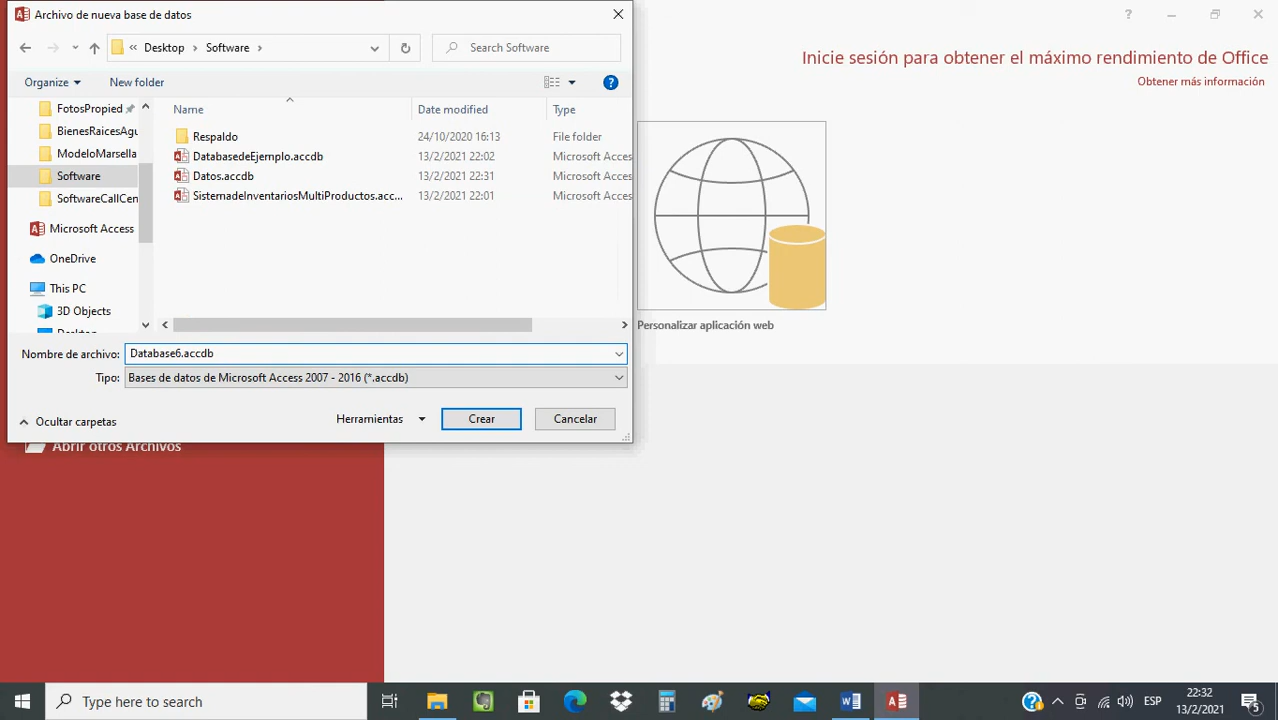 Archivo de nueva base de datos
Inicie sesión para obtener el máximo rendimiento de Office
Obtener más información
« Desktop > Software >
Search Software
Organize
New folder
Name
Date modified
Type
FotosPropied
BienesRaicesAgu
ModeloMarsella
Software
SoftwareCallCen
Microsoft Access
OneDrive
This PC
3D Objects
Desktop
Respaldo 24/10/2020 16:13 File folder
DatabasedeEjemplo.accdb 13/2/2021 22:02 Microsoft Acces
Datos.accdb 13/2/2021 22:31 Microsoft Acces
SisternadeInventariosMultiProductos.acc... 13/2/2021 22:01 Microsoft Acces
Personalizar aplicación web
Nombre de archivo: Database6.accdb
Tipo: Bases de datos de Microsoft Access 2007 - 2016 (*.accdb)
Ocultar carpetas
Herramientas
Crear
Cancelar
Abrir otros Archivos
Type here to search
ESP
22:32
13/2/2021
5